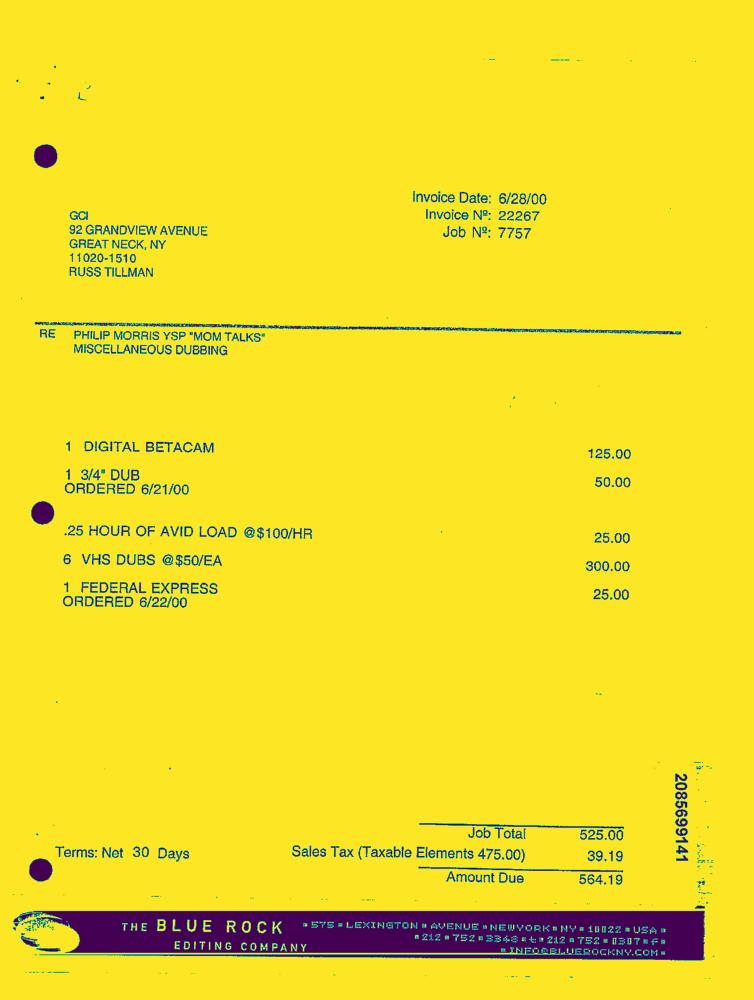 Invoice Date: 6/28/00
Invoice Nº: 22267
Job Nº: 7757
GCI
92 GRANDVIEW AVENUE
GREAT NECK, NY
11020-1510
RUSS TILLMAN
RE PHILIP MORRIS YSP "MOM TALKS"
MISCELLANEOUS DUBBING
1 DIGITAL BETACAM 125.00
1 3/4" DUB 50.00
ORDERED 6/21/00
.25 HOUR OF AVID LOAD @$100/HR 25.00
6 VHS DUBS @$50/EA 300.00
1 FEDERAL EXPRESS 25.00
ORDERED 6/22/00
2085699141
Job Total 525.00
Terms: Net 30 Days Sales Tax (Taxable Elements 475.00) 39.19
Amount Due 564.19
THE BLUE ROCK
EDITING COMPANY
575 LEXINGTON AVENUE NEWYORK NY 10022 USA
212 752 3348 t 212 752 0307 F
INFO@BLUEROCKNY.COM